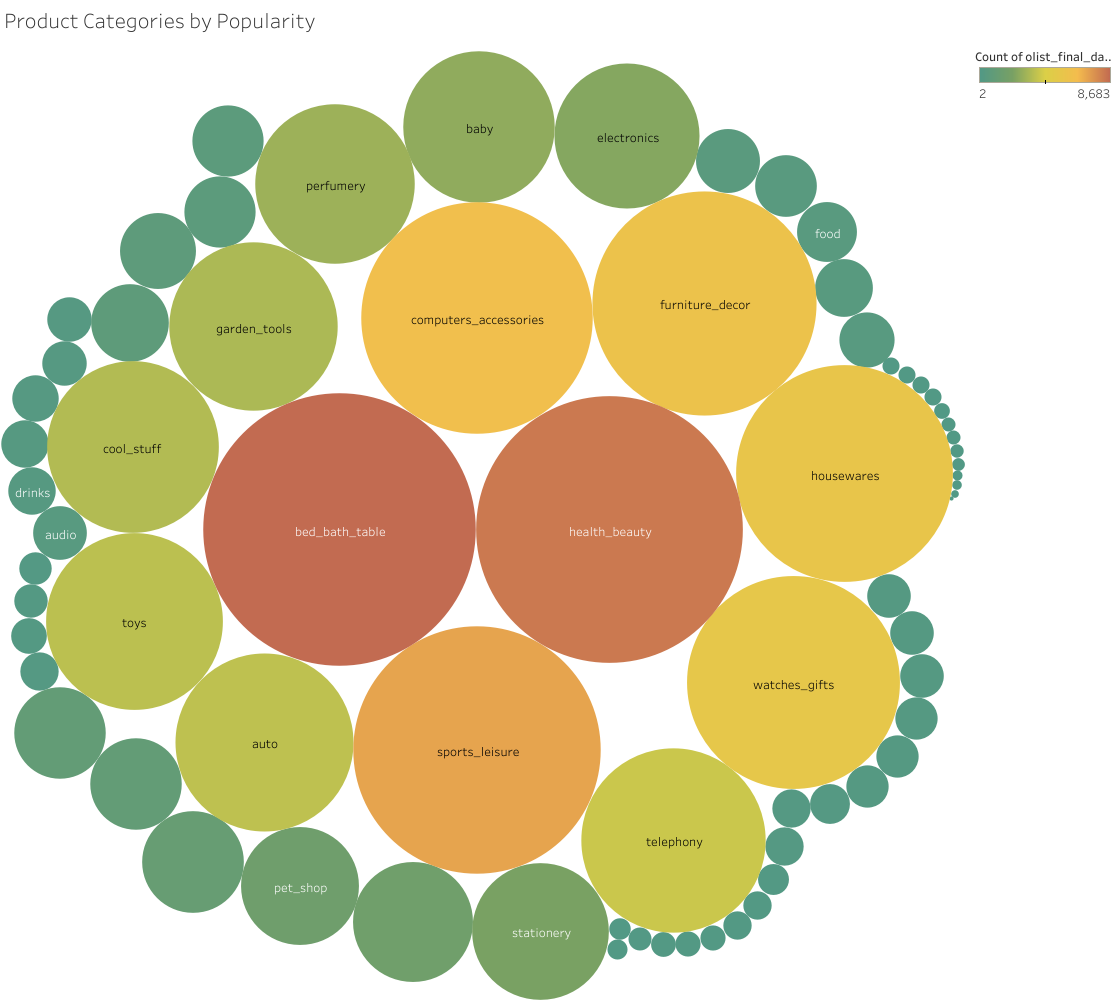 Product Categories by Popularity
Count of olist_final_da..
2 8,683
baby
electronics
perfumery
food
furniture_decor
computers_accessories
garden_tools
cool_stuff
housewares
drinks
audio
bed_bath_table
health_beauty
toys
watches_gifts
auto
sports_leisure
telephony
pet_shop
stationery